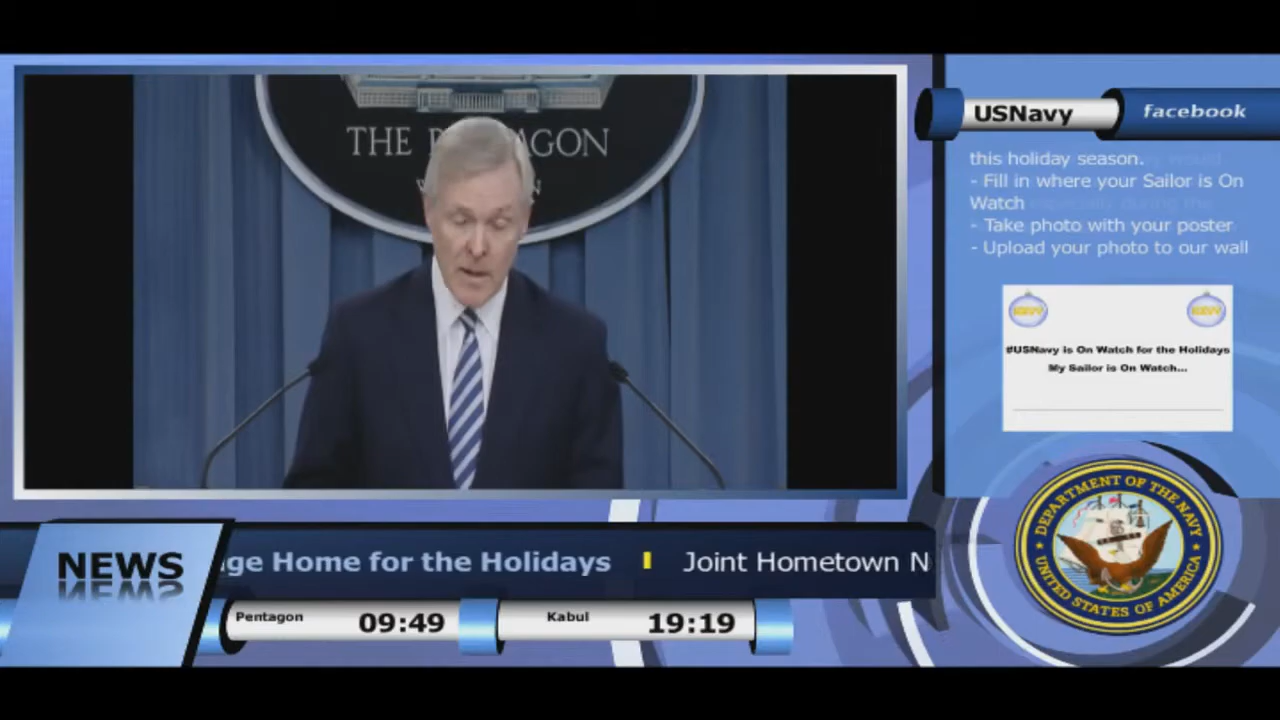 THE
AGON
USNavy
facebook
this holiday season.
- Fill in where your Sailor is On
Watch
- Take photo with your poster
- Upload your photo to our wall
#USNavy is On Watch for the Holidays
My Sailor is On Watch...
DEPARTMENT OF THE NAVY
UNITED STATES OF AMERICA
NEWS
ge Home for the Holidays
Joint Hometown N
Pentagon 09:49
Kabul 19:19